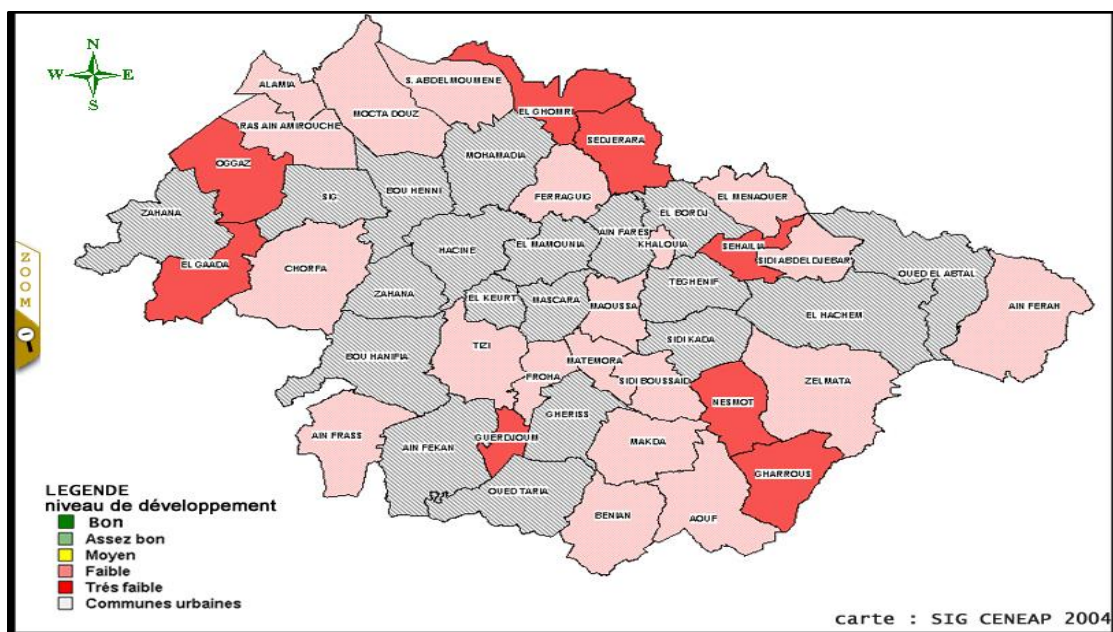 N
W E
S
ALAMIA
S. ABDELMOUMENE
MOCTA DOUZ
EL GHOMRI
RAS AIN AMIROUCHE
SEDJERARA
MOHAMADIA
OGGAZ
BOU HENNI
SIG
FERRAGUIG
EL MENAOUER
ZAHANA
EL BORDJ
AIN FARES
HACINE
EL MAMOUNIA
KHALOUIA
SEHAILIA
SIDI ABDEL DJEBAR
EL GAADA
CHORFA
OUED EL ABTAL
TEGHENIF
ZAHANA
EL KEURT
MASCARA
MAOUSSA
AIN FERAH
EL HACHEM
TIZI
SIDI KADA
BOU HANIFIA
MATEMORA
FROHA
SIDI BOUSSAID
ZELMATA
NESMOT
GHERISS
AIN FRASS
GUERDJOUM
MAKDA
AIN FEKAN
GHARROUS
OUED TARIA
BENIAN
AOUF
ZOOM
LEGENDE
niveau de développement
Bon
Assez bon
Moyen
Faible
Trés faible
Communes urbaines
carte : SIG CENEAP 2004